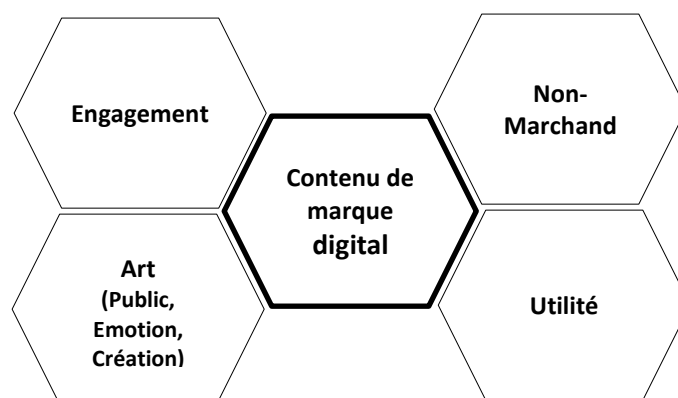 Engagement
Non-
Marchand
Contenu de
marque
digital
Art
(Public,
Emotion,
Création)
Utilité